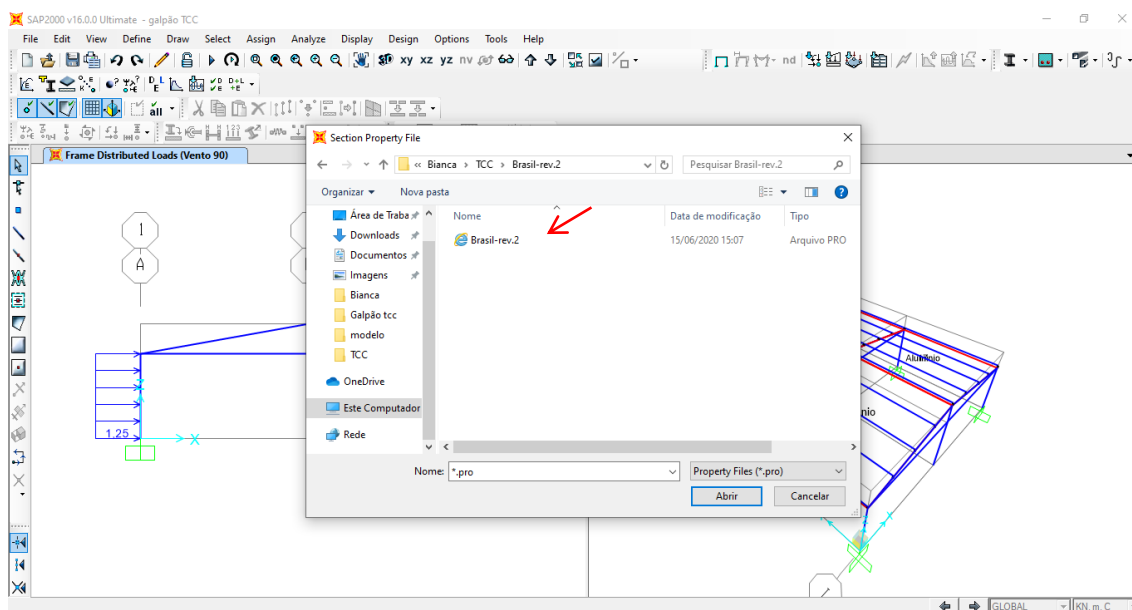 SAP2000 v16.0.0 Ultimate - galpão TCC
File Edit View Define Draw Select Assign Analyze Display Design Options Tools Help
xy xz yz nv
nd
all
Frame Distributed Loads (Vento 90)
1
A
1.25
X
Section Property File
« Bianca › TCC › Brasil-rev.2
Pesquisar Brasil-rev.2
Organizar
Nova pasta
Área de Traba
Downloads
Documentos
Imagens
Bianca
Galpão tcc
modelo
TCC
OneDrive
Este Computador
Rede
Nome
Data de modificação
Tipo
Brasil-rev.2
15/06/2020 15:07
Arquivo PRO
Nome: *.pro
Property Files (*.pro)
Abrir
Cancelar
Alumínio
nio
X
GLOBAL
KN, m, C